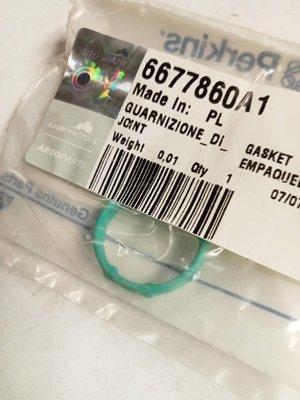 Perkins
6677860A1
Made In: PL
GUARNIZIONE_DI_ GASKET
JOINT EMPAQUE
Weight 0,01 Qty 1
07/07
ARGOTRACTORS
ARGOPARTS
Genuine Parts